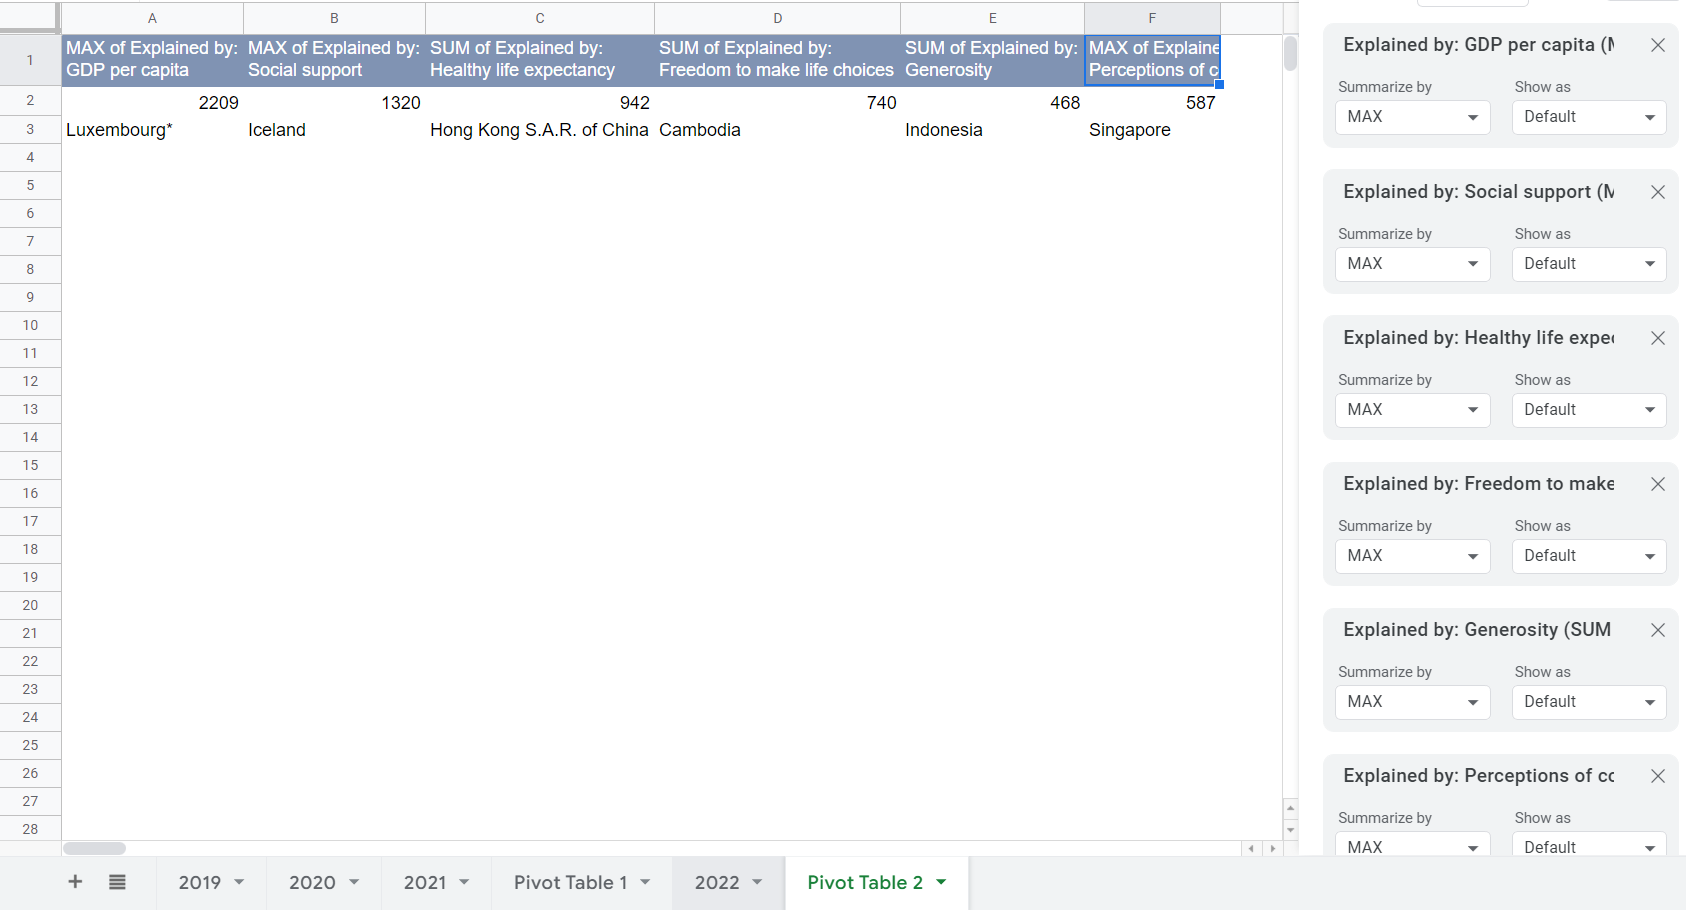 A B C D E F
1
MAX of Explained by: MAX of Explained by: SUM of Explained by: SUM of Explained by: SUM of Explained by: MAX of Explaine
GDP per capita Social support Healthy life expectancy Freedom to make life choices Generosity Perceptions of c
2 2209 1320 942 740 468 587
3 Luxembourg* Iceland Hong Kong S.A.R. of China Cambodia Indonesia Singapore
4
5
6
7
8
9
10
11
12
13
14
15
16
17
18
19
20
21
22
23
24
25
26
27
28
Explained by: GDP per capita (M
Summarize by Show as
MAX Default
Explained by: Social support (M
Summarize by Show as
MAX Default
Explained by: Healthy life expec
Summarize by Show as
MAX Default
Explained by: Freedom to make
Summarize by Show as
MAX Default
Explained by: Generosity (SUM
Summarize by Show as
MAX Default
Explained by: Perceptions of co
Summarize by Show as
MAX Default
2019 2020 2021 Pivot Table 1 2022 Pivot Table 2